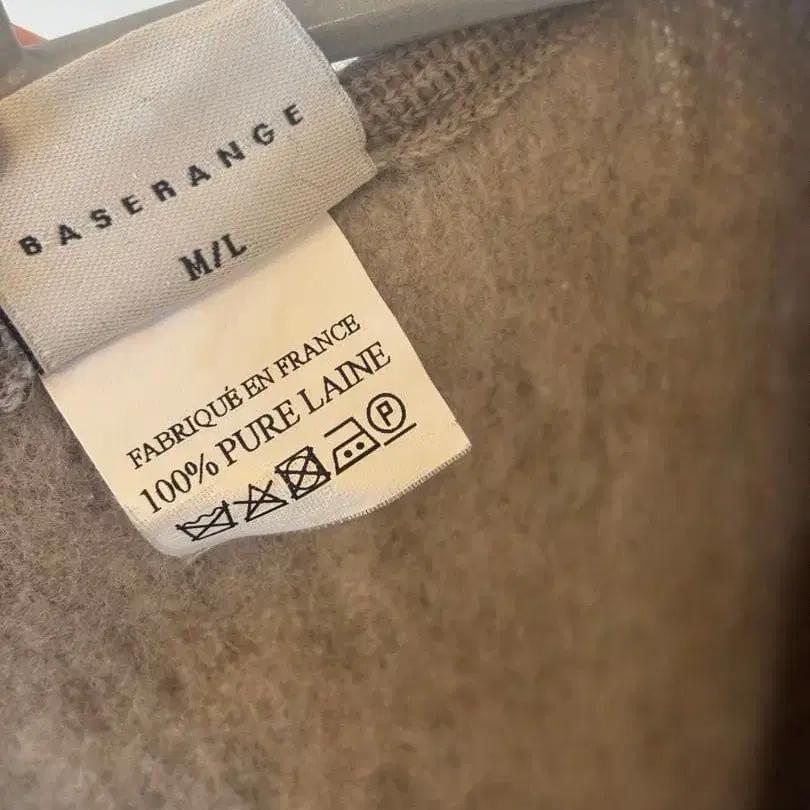 BASERANGE
M/L
FABRIQUÉ EN FRANCE
100% PURE LAINE
P